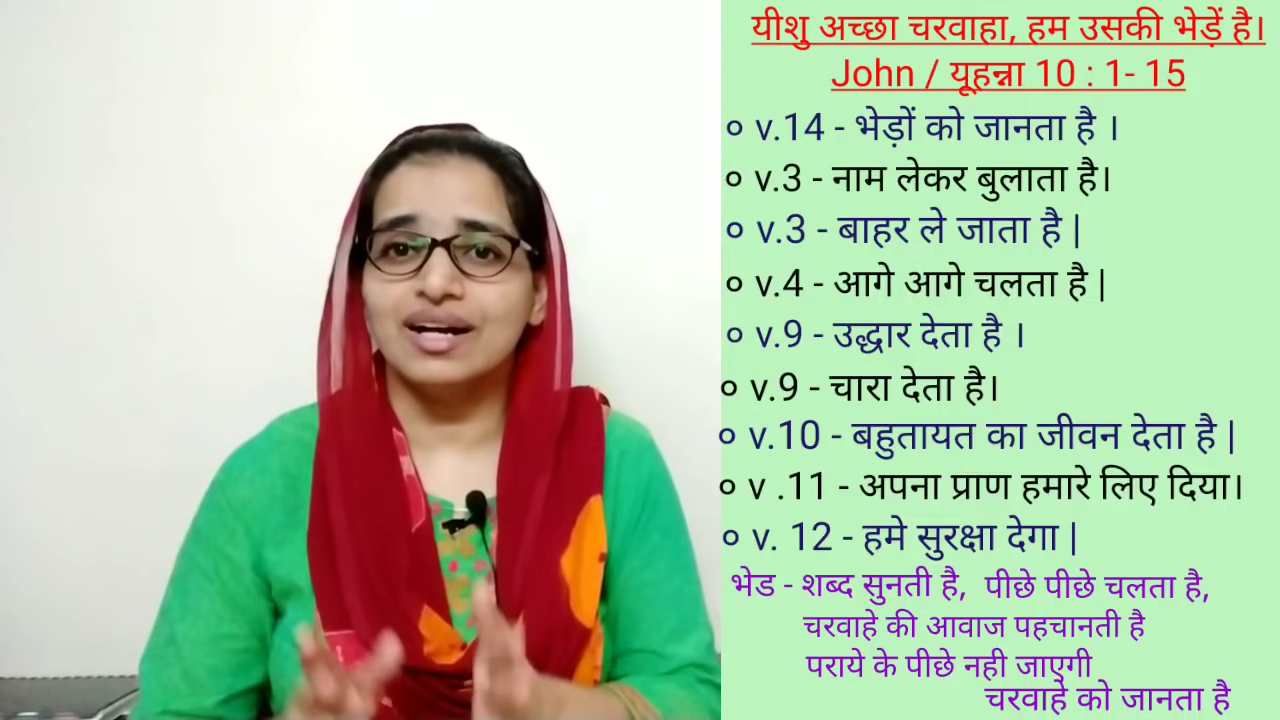 यीशु अच्छा चरवाहा, हम उसकी भेड़ें है।
John / यूहन्ना 10 : 1- 15
o v.14 - भेड़ों को जानता है ।
o v.3 - नाम लेकर बुलाता है।
o v.3 - बाहर ले जाता है |
o v.4 - आगे आगे चलता है |
o v.9 - उद्धार देता है ।
o v.9 - चारा देता है।
o v.10 - बहुतायत का जीवन देता है |
o v .11 - अपना प्राण हमारे लिए दिया।
o v. 12 - हमे सुरक्षा देगा |
भेड - शब्द सुनती है, पीछे पीछे चलता है,
चरवाहे की आवाज पहचानती है
पराये के पीछे नही जाएगी
चरवाहे को जानता है